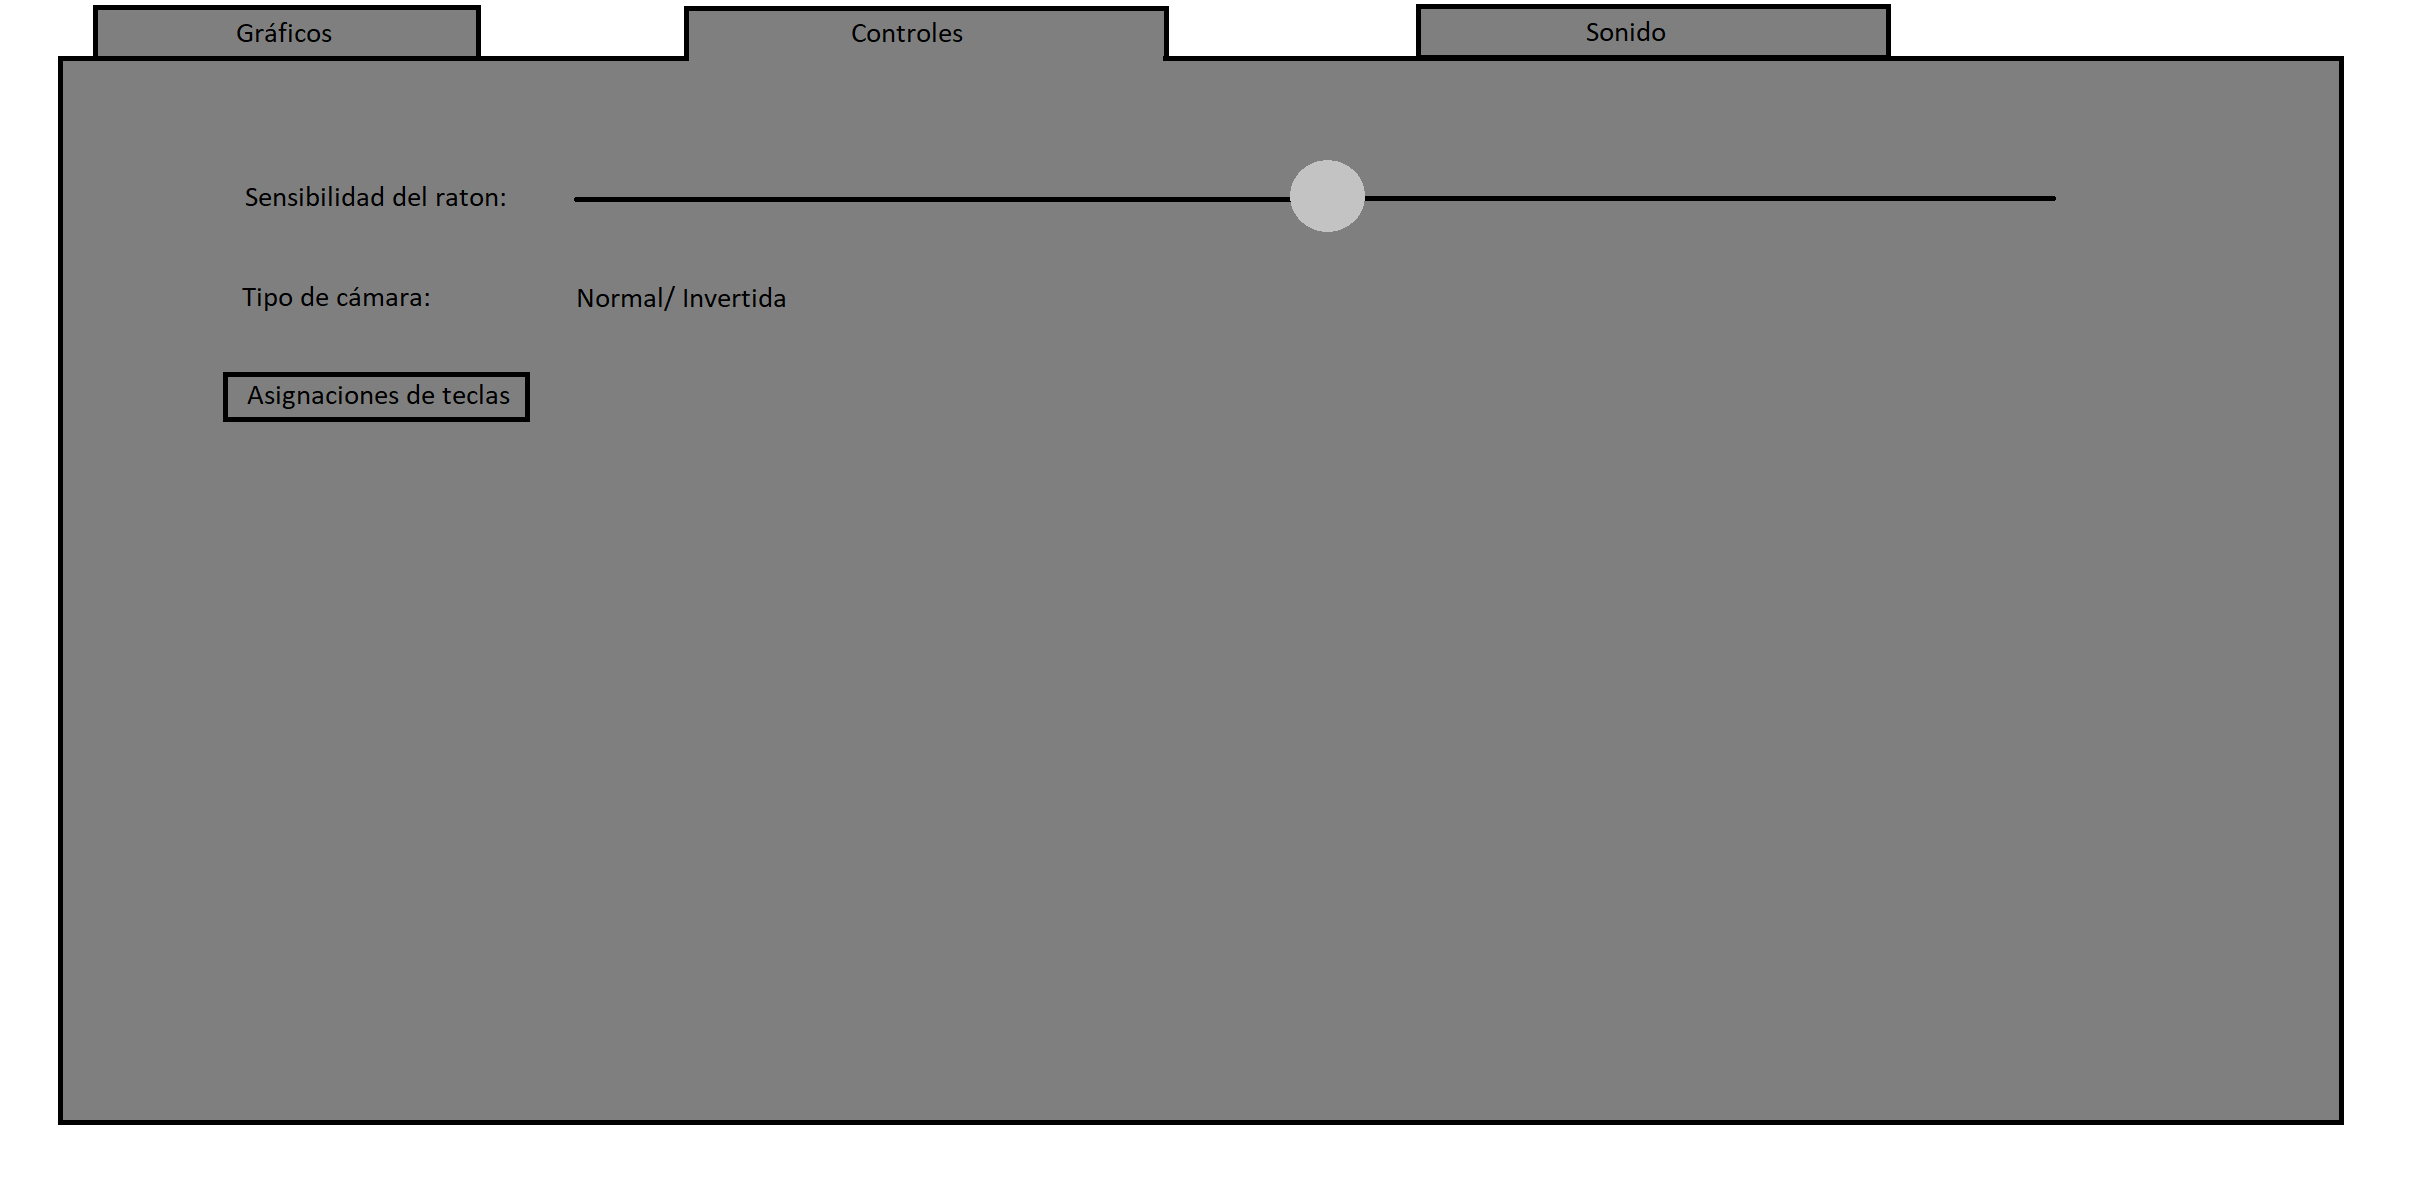 Gráficos
Controles
Sonido
Sensibilidad del raton:
Tipo de cámara:
Normal/ Invertida
Asignaciones de teclas